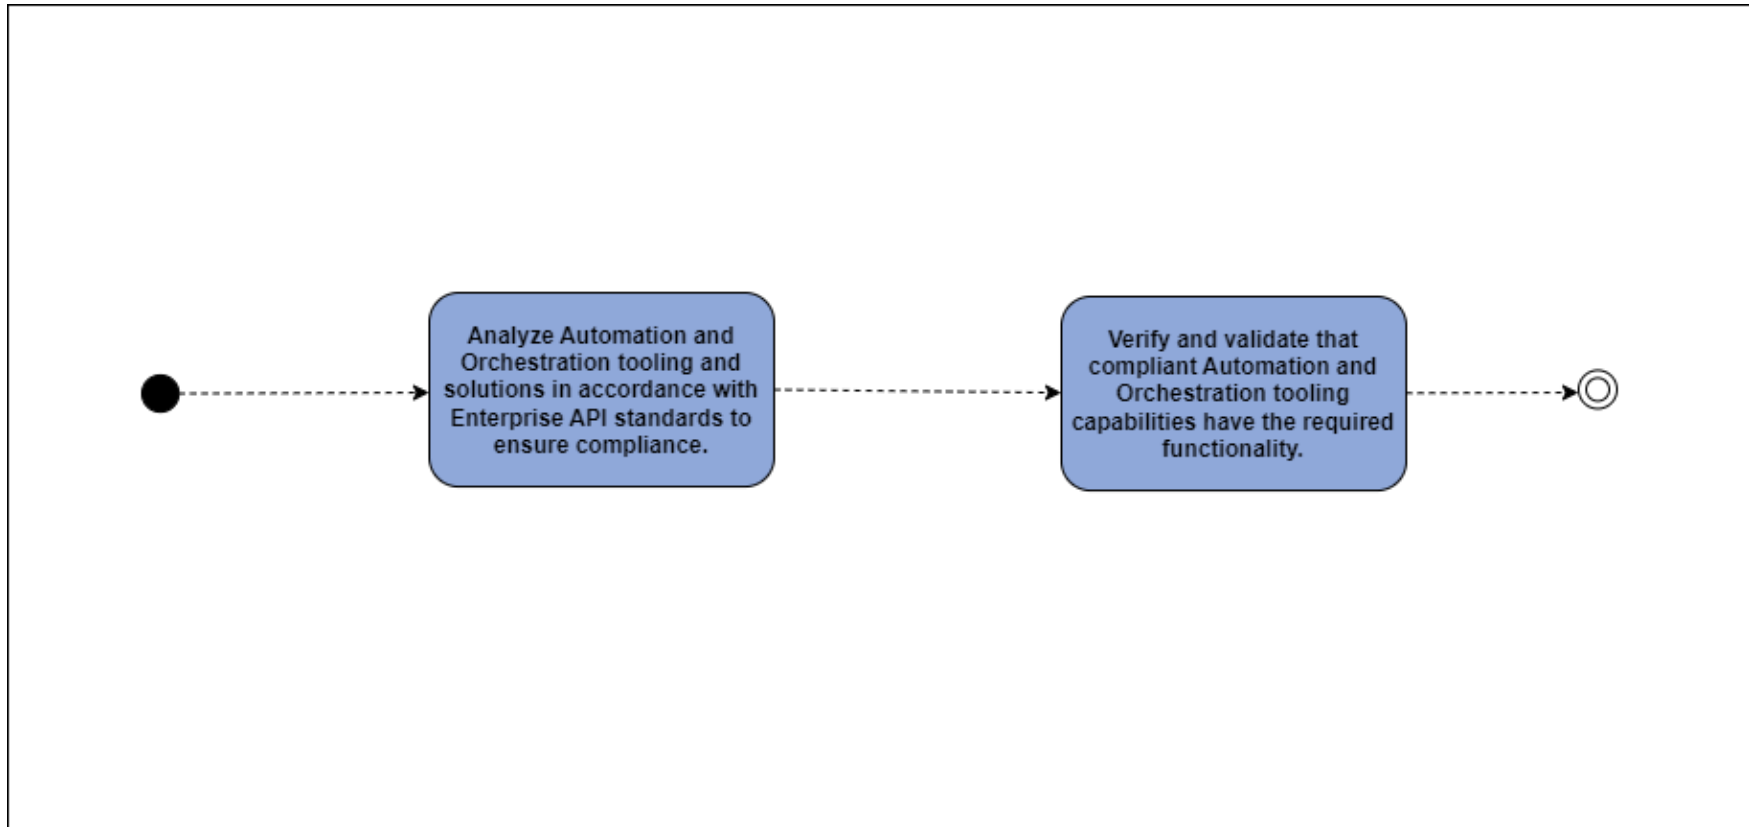 Analyze Automation and
Orchestration tooling and
solutions in accordance with
Enterprise API standards to
ensure compliance.
Verify and validate that
compliant Automation and
Orchestration tooling
capabilities have the required
functionality.